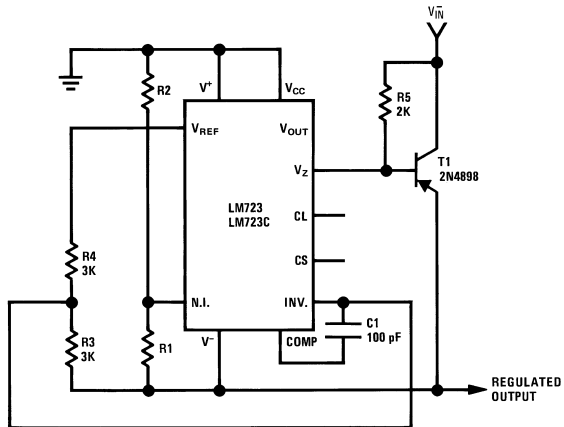 V_IN^-
R2
V+
VCC
R5
2K
VREF
VOUT
T1
2N4898
VZ
LM723
LM723C
CL
R4
3K
CS
N.I.
INV.
C1
100 pF
R3
3K
R1
V−
COMP
REGULATED
OUTPUT